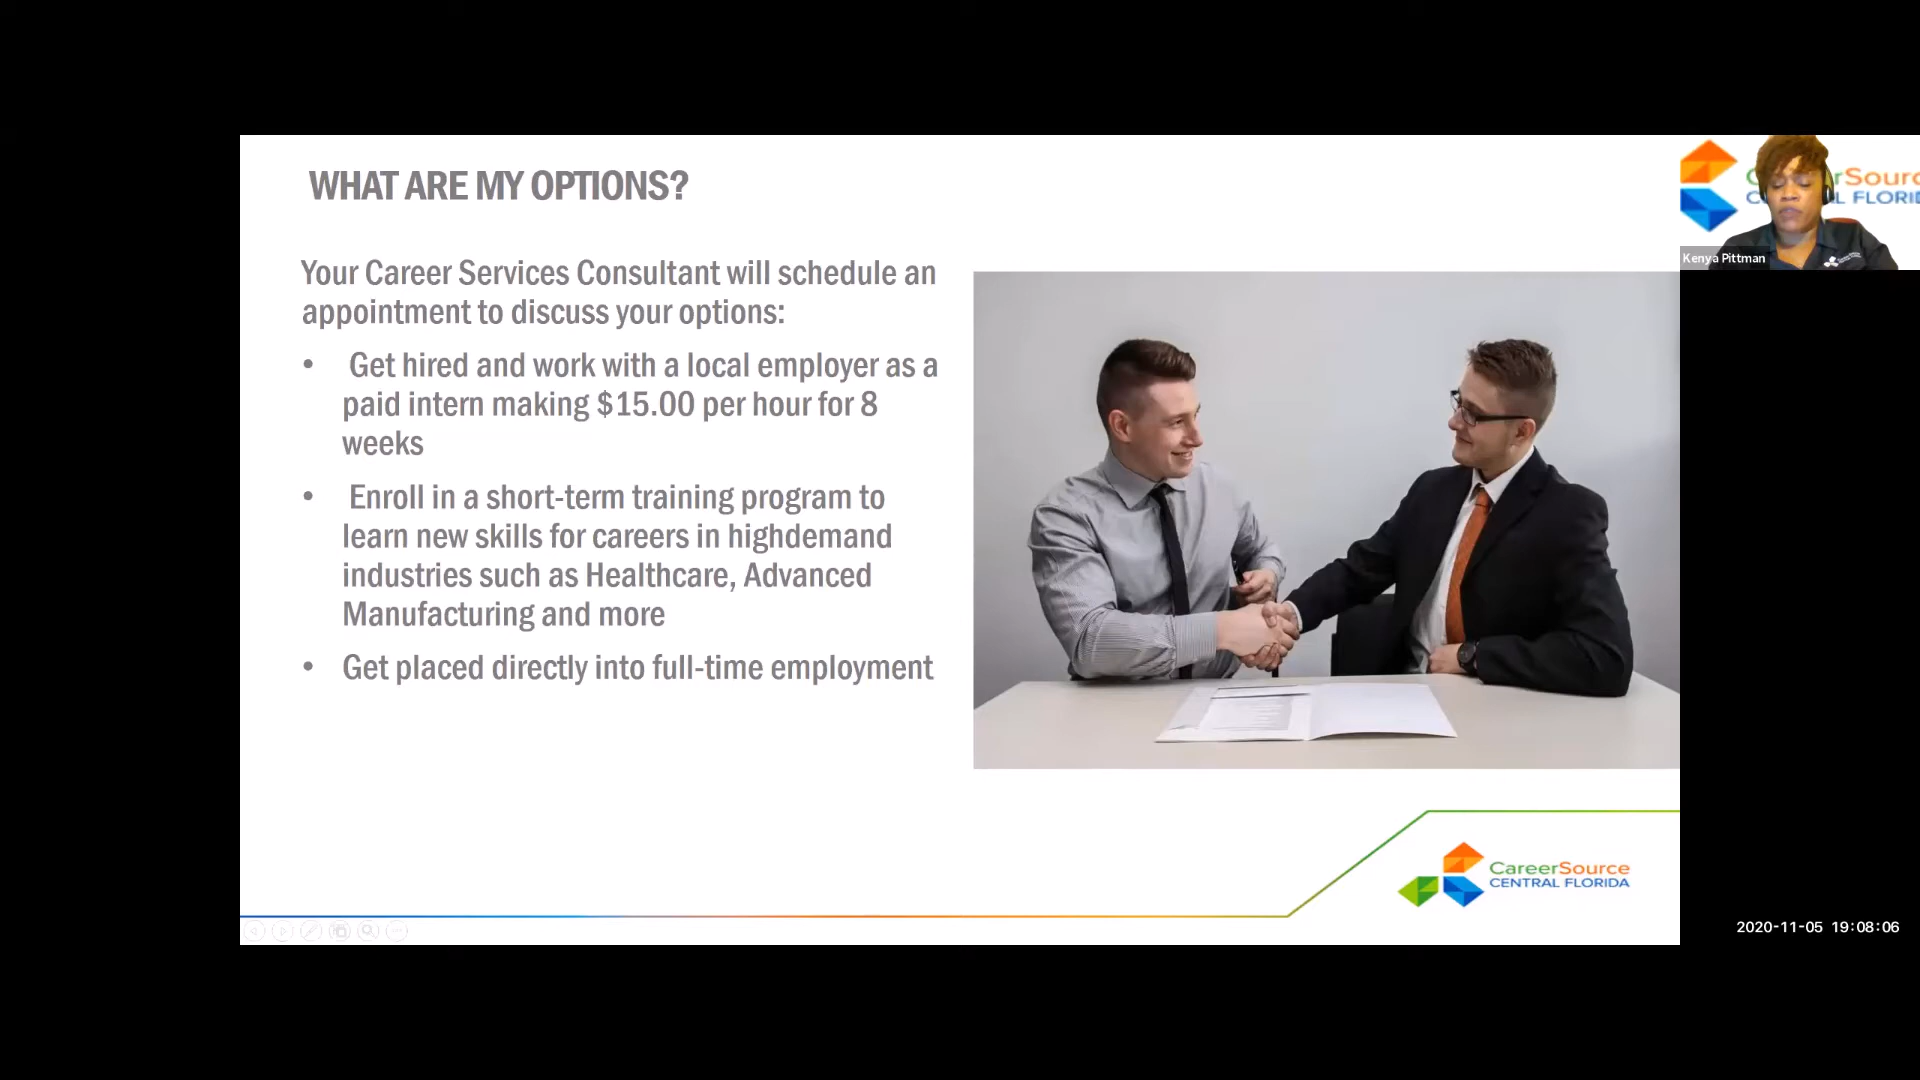 WHAT ARE MY OPTIONS?
Your Career Services Consultant will schedule an
appointment to discuss your options:
• Get hired and work with a local employer as a
paid intern making $15.00 per hour for 8
weeks
• Enroll in a short-term training program to
learn new skills for careers in highdemand
industries such as Healthcare, Advanced
Manufacturing and more
• Get placed directly into full-time employment
Kenya Pittman
CareerSource
CENTRAL FLORIDA
2020-11-05 19:08:06